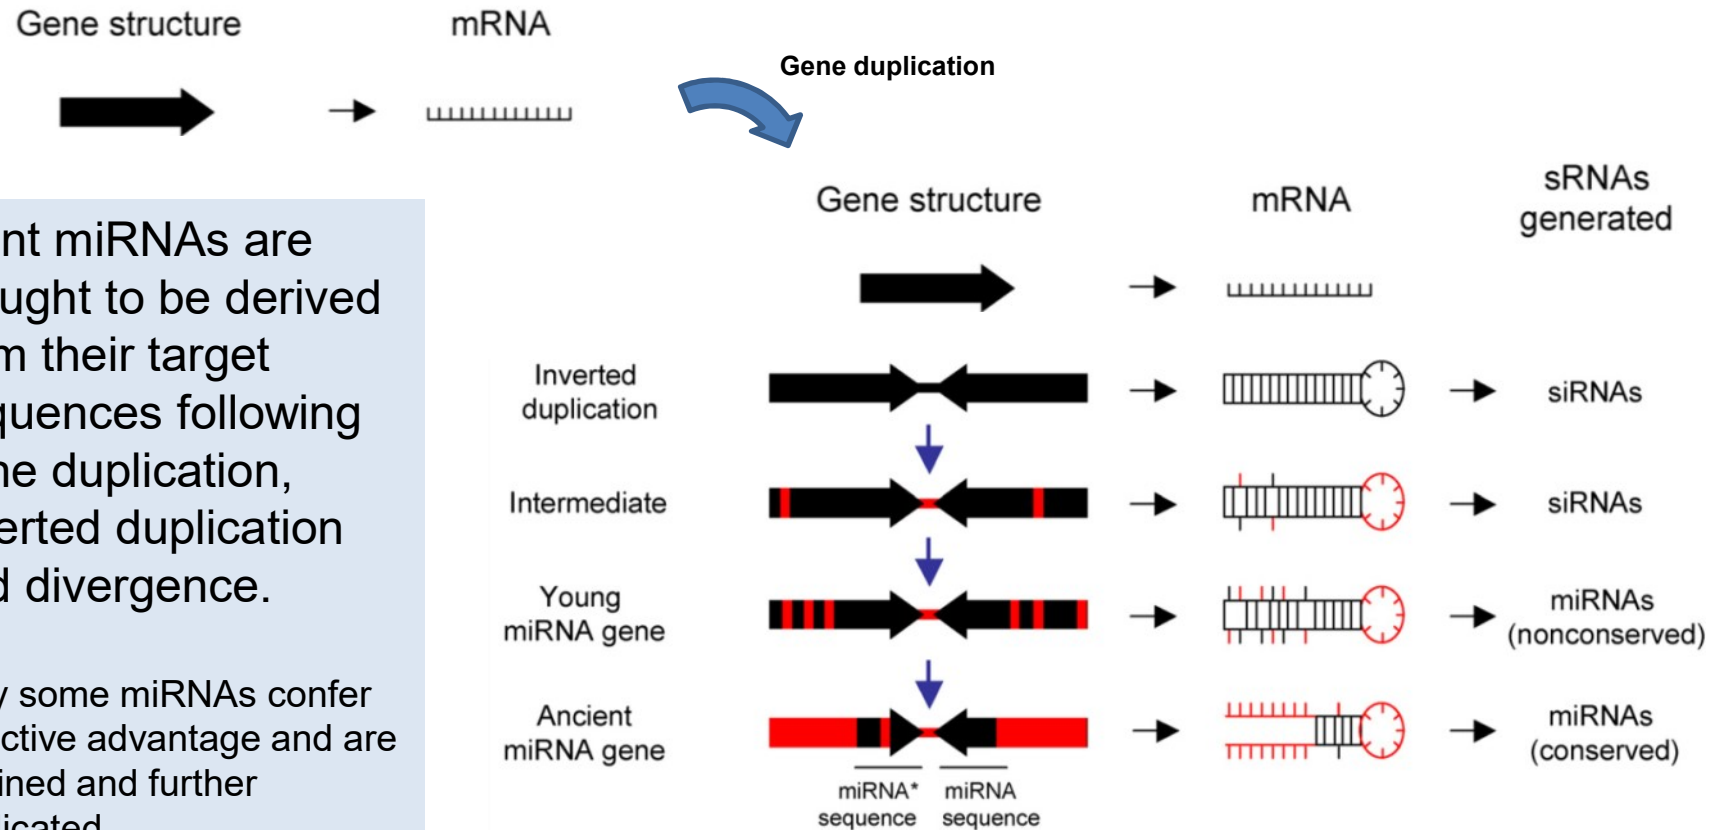 Gene structure mRNA
Gene duplication
Gene structure mRNA sRNAs
generated
nt miRNAs are
ught to be derived
m their target
quences following
ne duplication,
erted duplication
d divergence.
y some miRNAs confer
ctive advantage and are
ined and further
licated
Inverted
duplication
siRNAs
Intermediate
siRNAs
Young
miRNA gene
miRNAs
(nonconserved)
Ancient
miRNA gene
miRNAs
(conserved)
miRNA* miRNA
sequence sequence